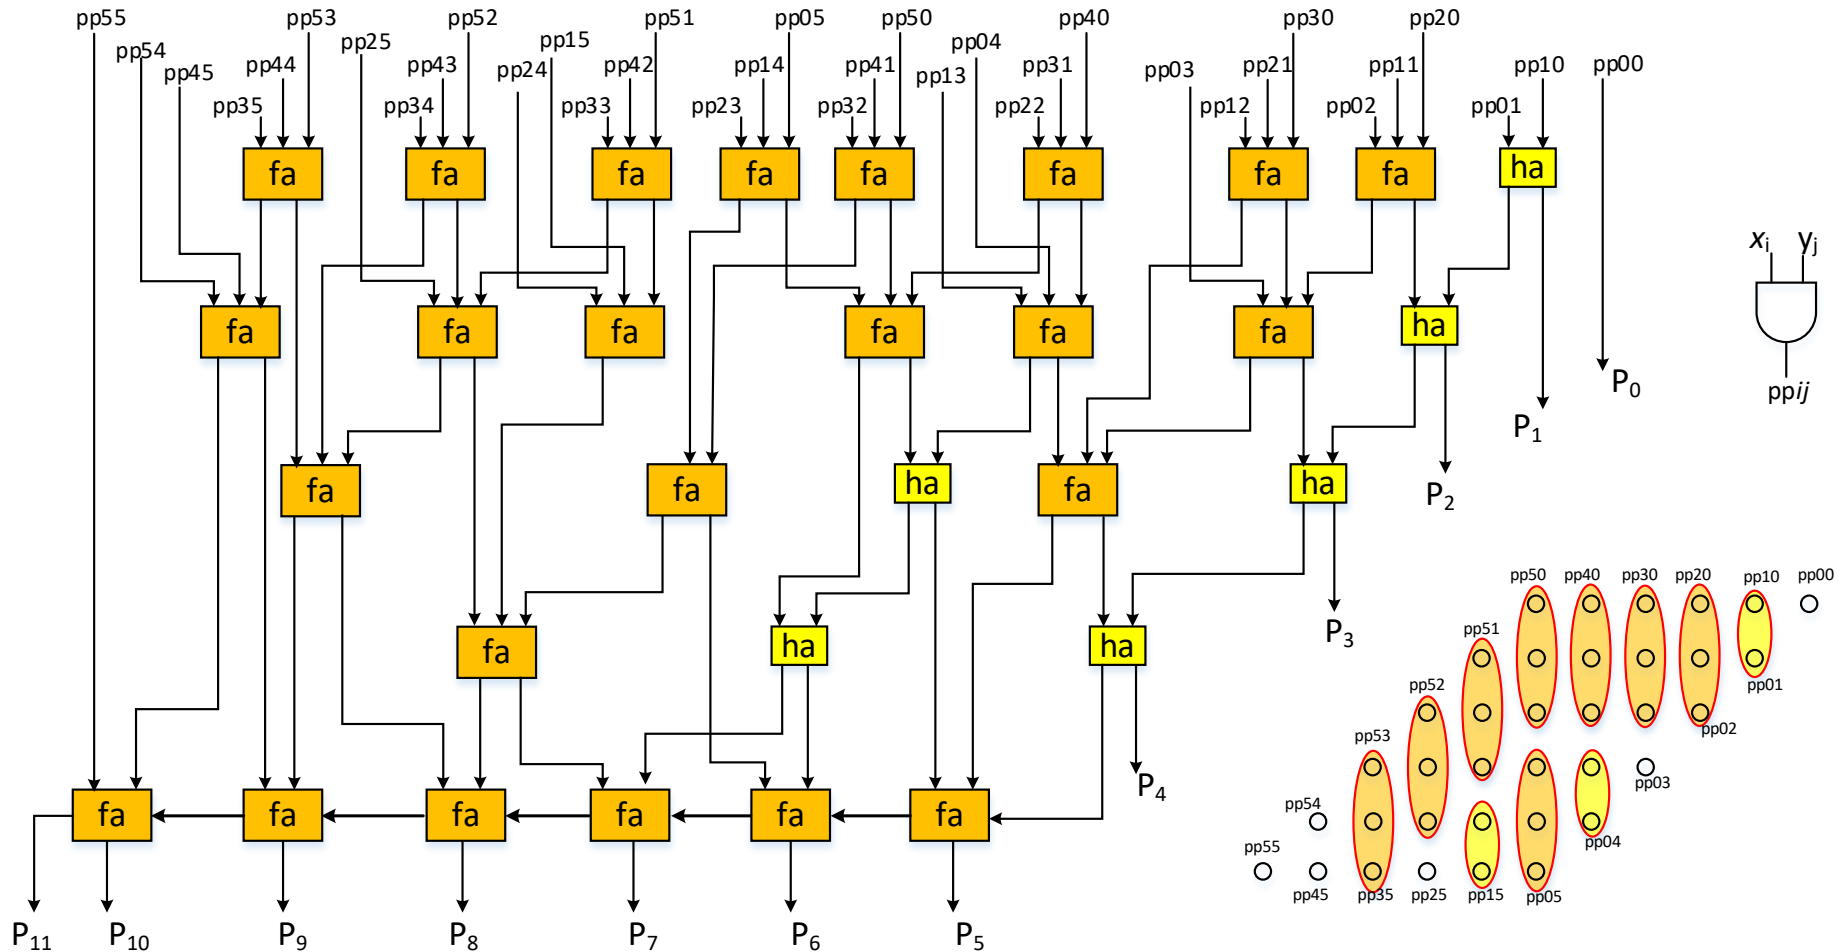 pp55 pp53 pp52 pp51 pp05 pp50 pp40 pp30 pp20
pp54 pp25 pp15 pp04
pp45 pp44 pp43 pp24 pp42 pp14 pp41 pp13 pp31 pp03 pp21 pp11 pp10 pp00
pp35 pp34 pp33 pp23 pp32 pp22 pp12 pp02 pp01
fa fa fa fa fa fa fa fa ha
xi yj
fa fa fa fa fa fa ha
ppij
P0
P1
fa fa ha fa ha
P2
P3
fa ha ha
P4
fa fa fa fa fa fa
P11 P10 P9 P8 P7 P6 P5
pp50 pp40 pp30 pp20 pp10 pp00
pp51
pp52 pp01
pp53 pp02
pp03
pp54
pp55 pp04
pp45 pp35 pp25 pp15 pp05